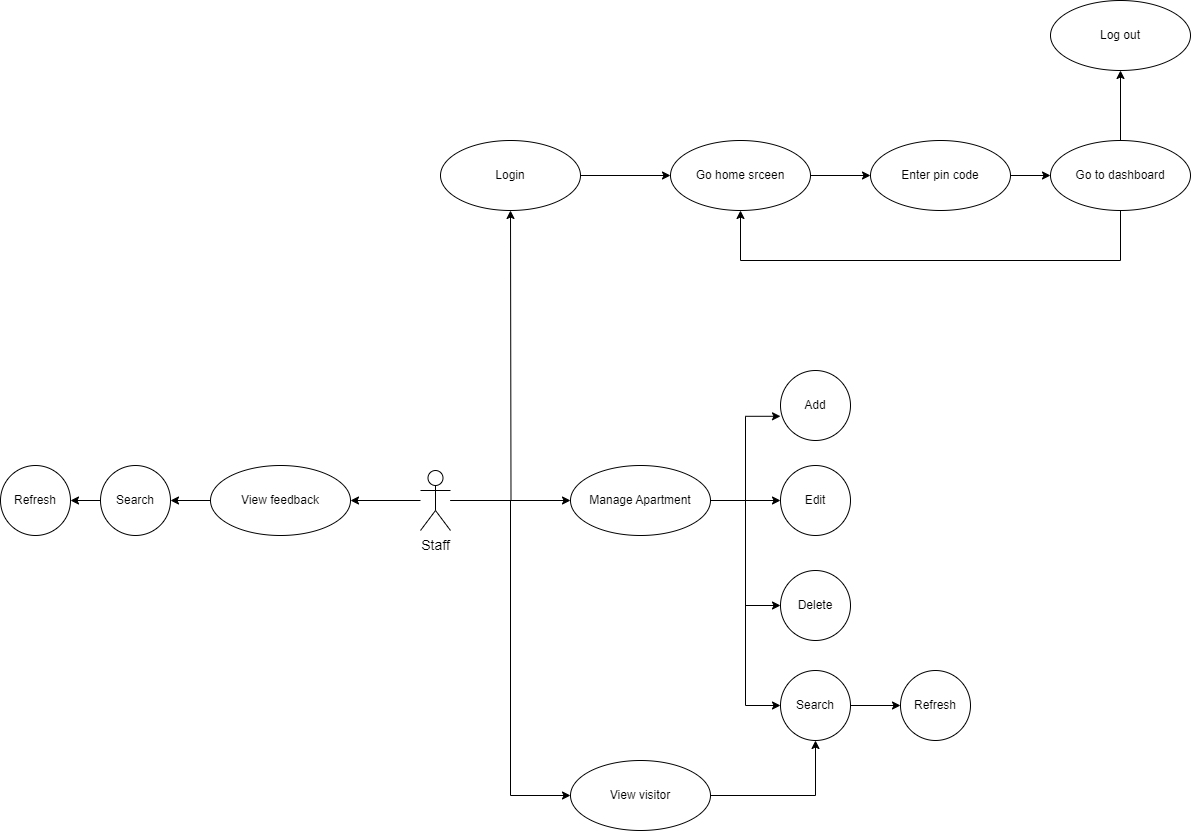 Log out
Login
Go home srceen
Enter pin code
Go to dashboard
Add
Refresh
Search
View feedback
Manage Apartment
Edit
Staff
Delete
Search
Refresh
View visitor